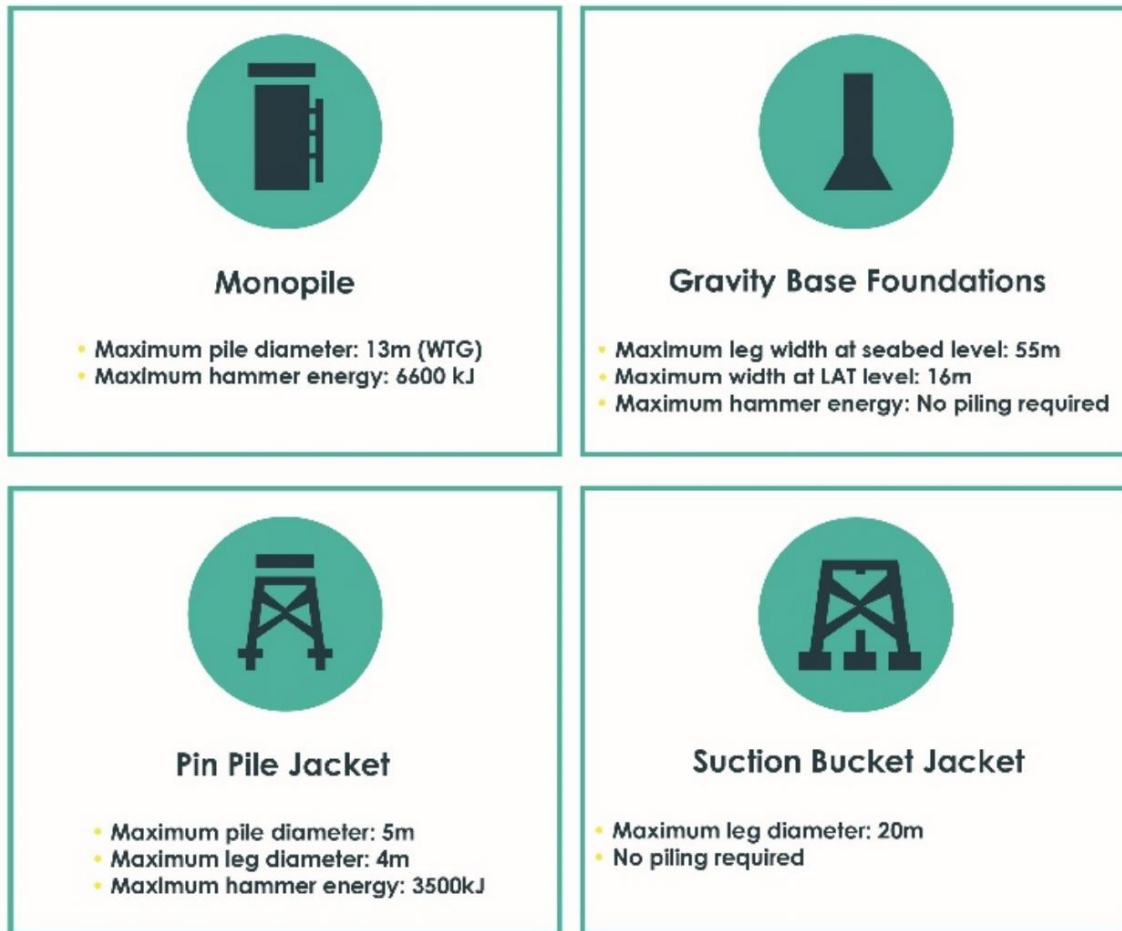 Monopile
• Maximum pile diameter: 13m (WTG)
• Maximum hammer energy: 6600 kJ
Gravity Base Foundations
• Maximum leg width at seabed level: 55m
• Maximum width at LAT level: 16m
• Maximum hammer energy: No piling required
Pin Pile Jacket
• Maximum pile diameter: 5m
• Maximum leg diameter: 4m
• Maximum hammer energy: 3500kJ
Suction Bucket Jacket
• Maximum leg diameter: 20m
• No piling required